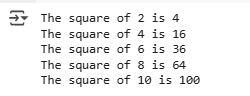 The square of 2 is 4
The square of 4 is 16
The square of 6 is 36
The square of 8 is 64
The square of 10 is 100